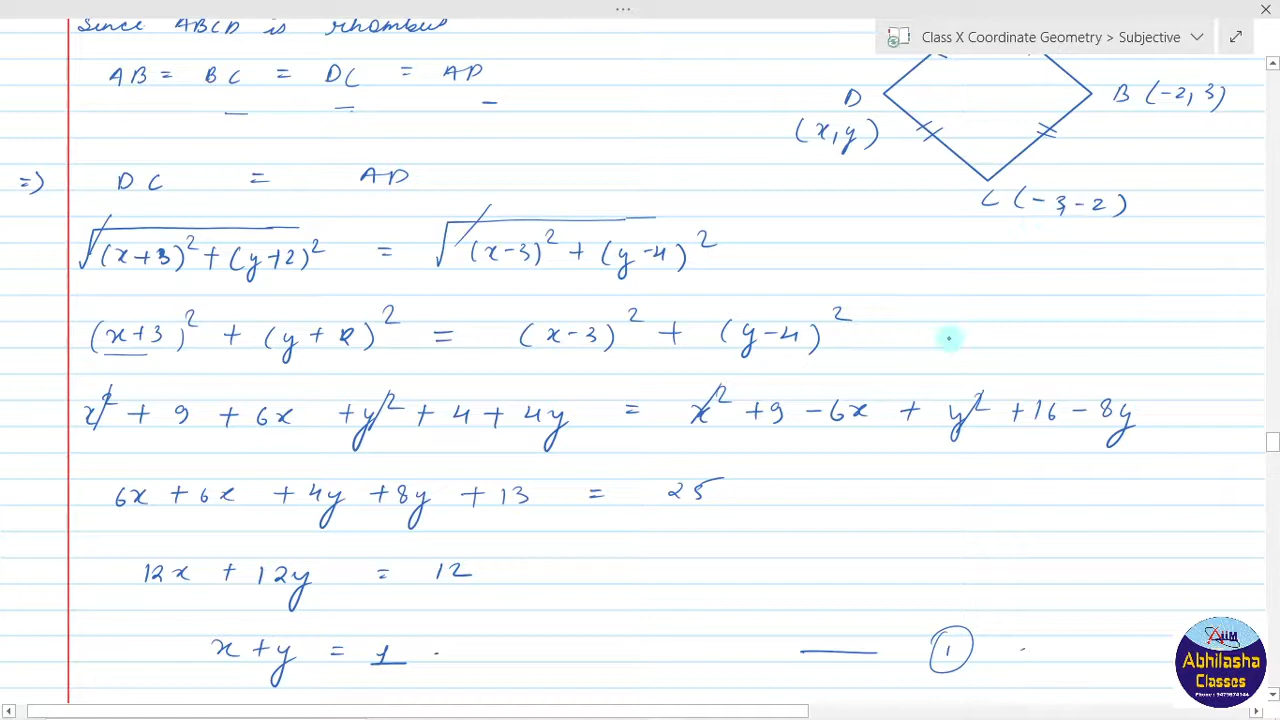 since ABCD is rhombus
Class X Coordinate Geometry > Subjective
AB = BC = DC = AD
D
B (-2, 3)
(x, y)
=) DC = AD
C (-3, -2)
√(x+3)² + (y+2)² = √(x-3)² + (y-4)²
(x+3)² + (y+2)² = (x-3)² + (y-4)²
x² + 9 + 6x + y² + 4 + 4y = x² + 9 - 6x + y² + 16 - 8y
6x + 6x + 4y + 8y + 13 = 25
12x + 12y = 12
x + y = 1 . —— ①
AIIM
Abhilasha
Classes
Phone : 9479874144